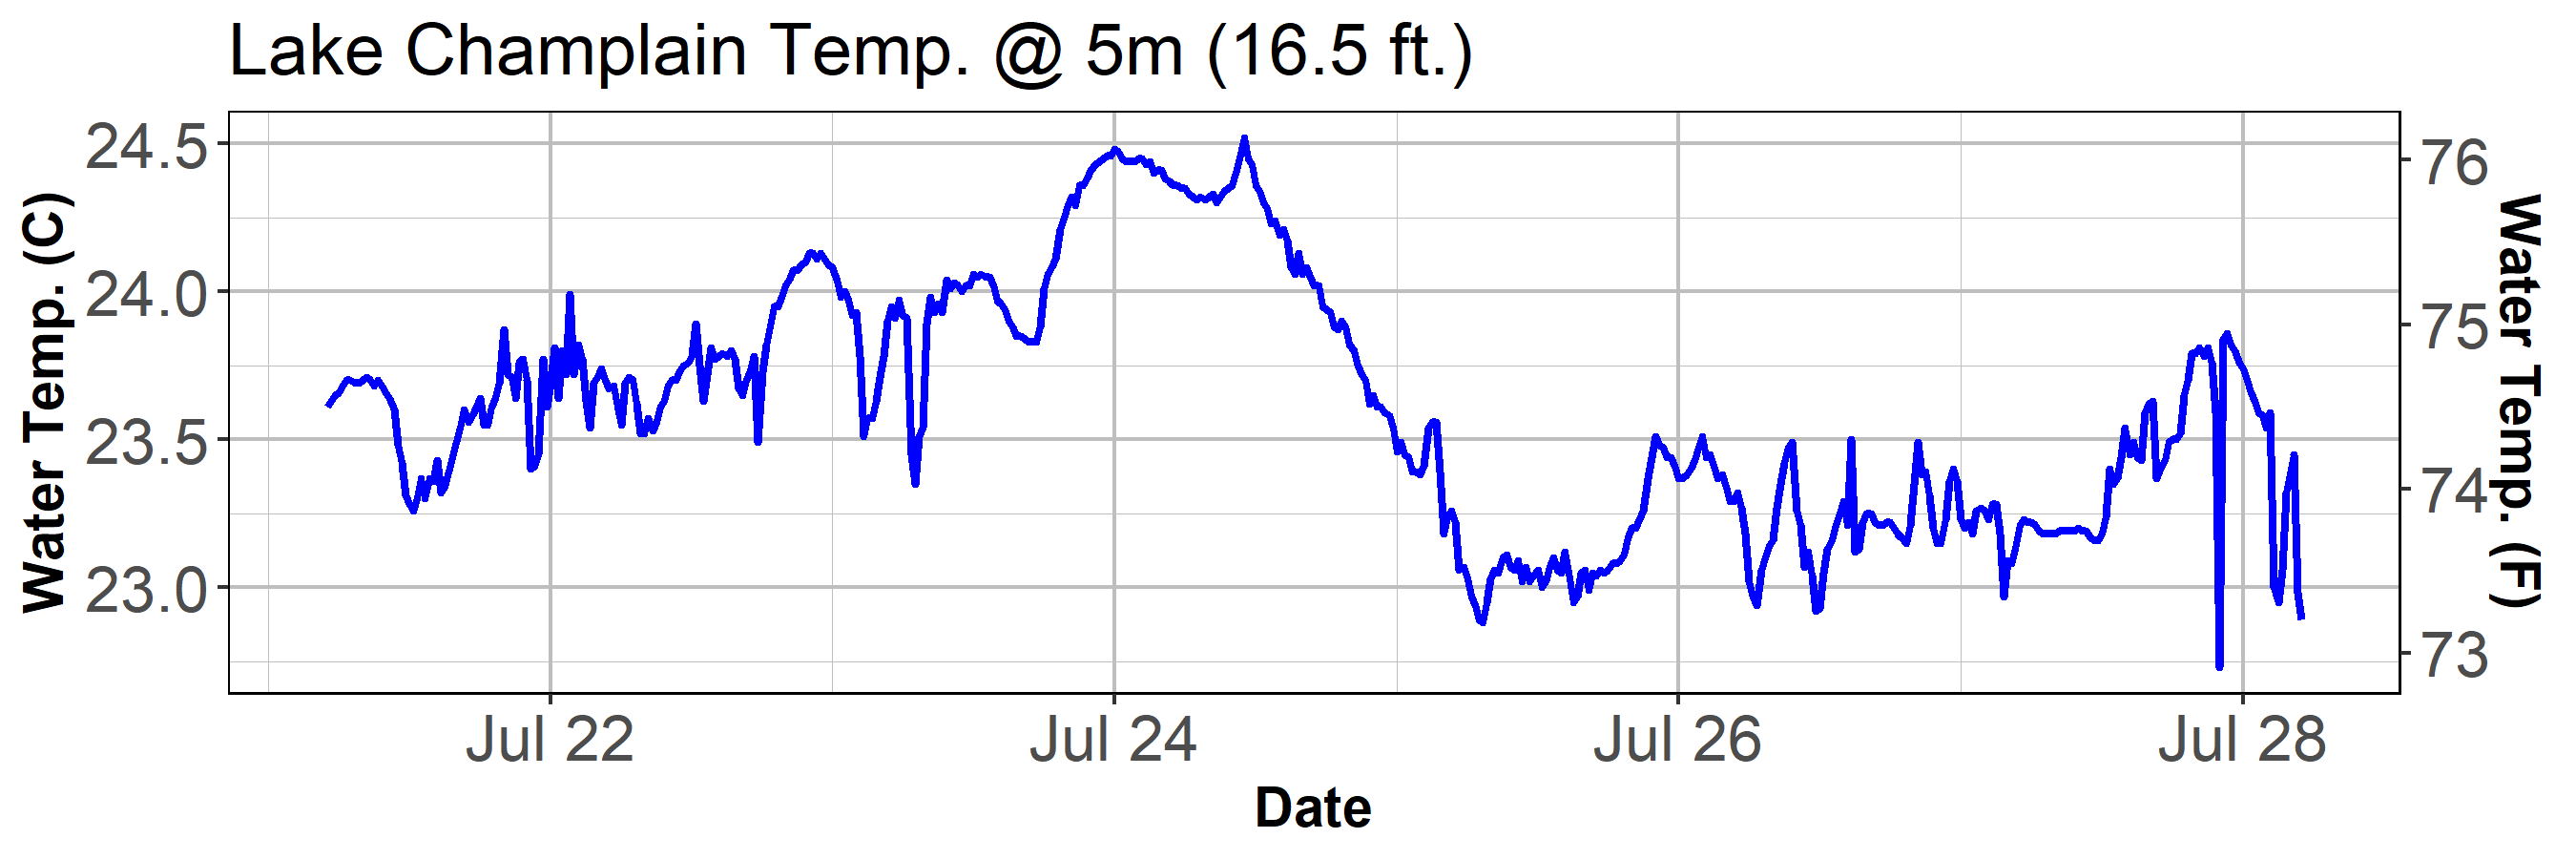 Lake Champlain Temp. @ 5m (16.5 ft.)
Water Temp. (C)
24.5
24.0
23.5
23.0
76
75
74
73
Water Temp. (F)
Jul 22
Jul 24
Jul 26
Jul 28
Date